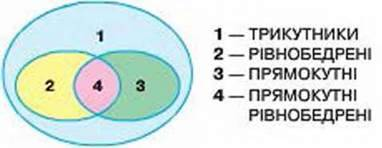 1
2
4
3
1 — ТРИКУТНИКИ
2 — РІВНОБЕДРЕНІ
3 — ПРЯМОКУТНІ
4 — ПРЯМОКУТНІ
РІВНОБЕДРЕНІ